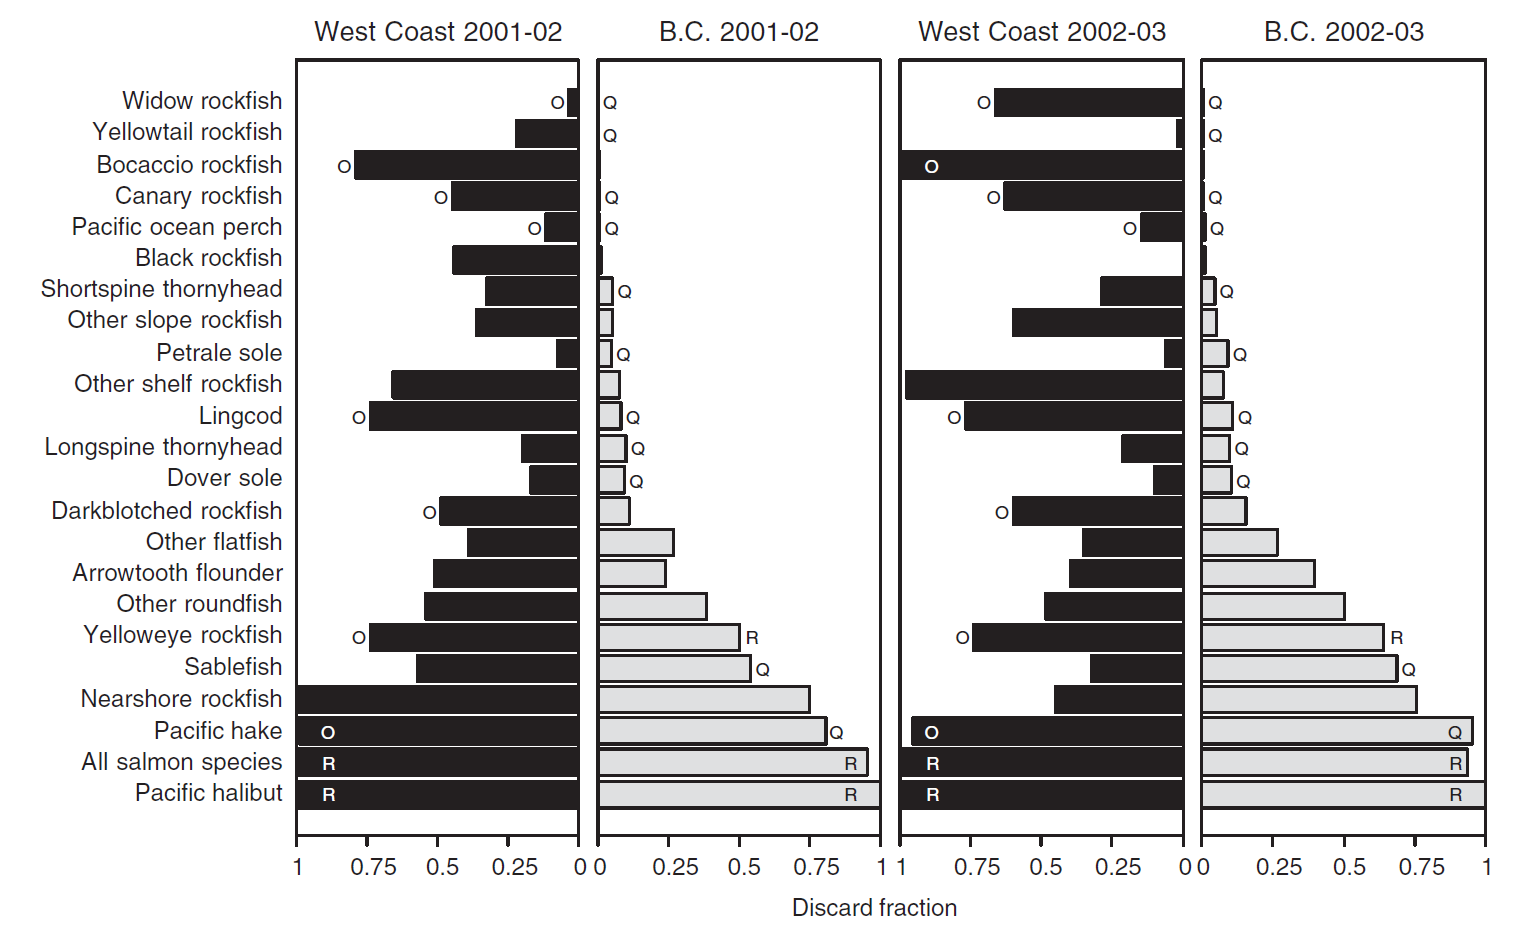 West Coast 2001-02 B.C. 2001-02 West Coast 2002-03 B.C. 2002-03
Widow rockfish O Q O Q
Yellowtail rockfish Q Q
Bocaccio rockfish O O
Canary rockfish O Q O Q
Pacific ocean perch O Q O Q
Black rockfish
Shortspine thornyhead Q Q
Other slope rockfish
Petrale sole Q Q
Other shelf rockfish
Lingcod O Q O Q
Longspine thornyhead Q Q
Dover sole Q Q
Darkblotched rockfish O O
Other flatfish
Arrowtooth flounder
Other roundfish
Yelloweye rockfish O R O R
Sablefish Q Q
Nearshore rockfish
Pacific hake O Q O Q
All salmon species R R R R
Pacific halibut R R R R
1 0.75 0.5 0.25 0 0 0.25 0.5 0.75 1 1 0.75 0.5 0.25 0 0 0.25 0.5 0.75 1
Discard fraction